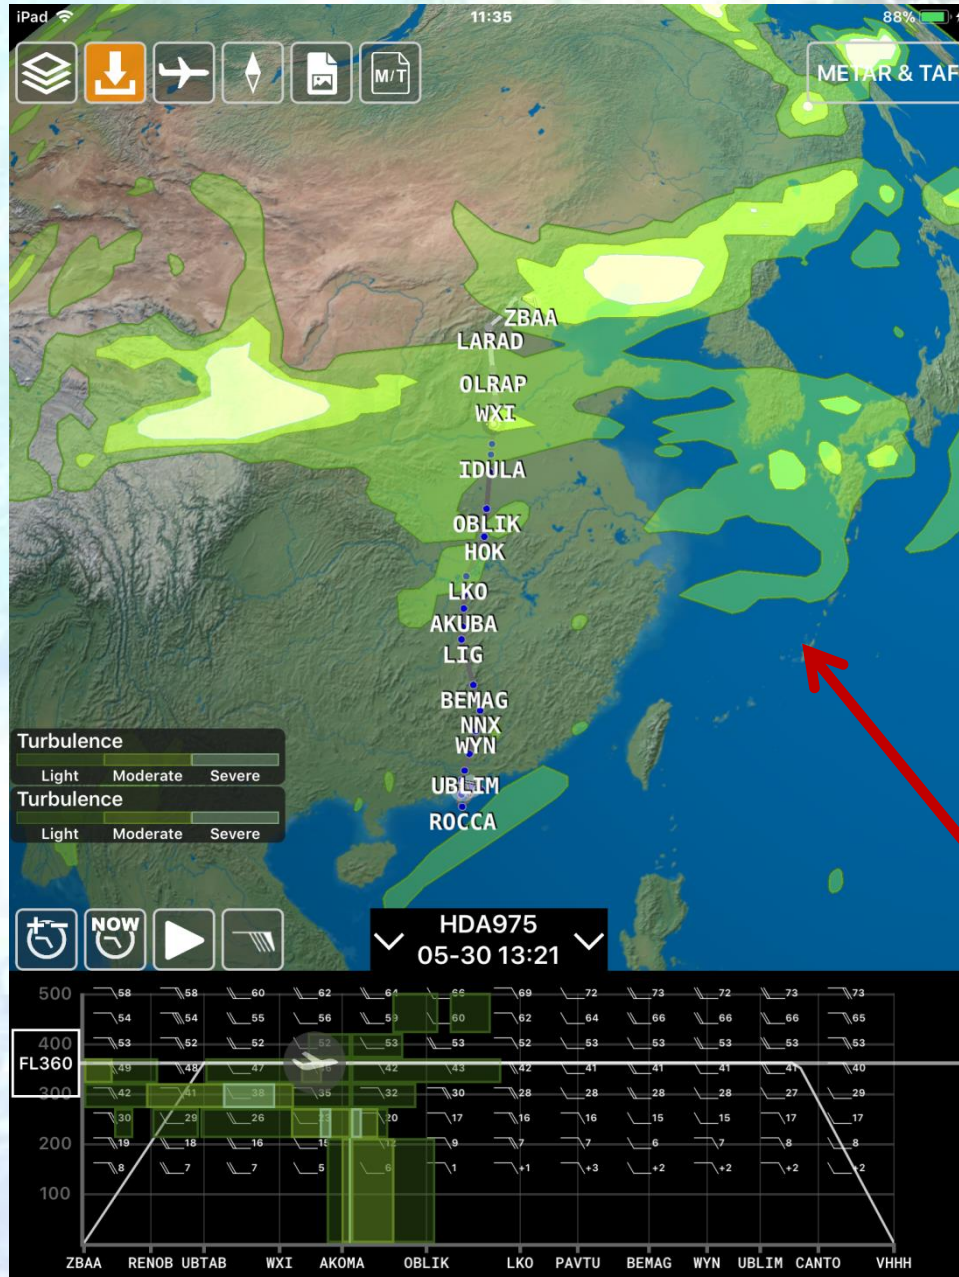 iPad 11:35 88%
M/T METAR & TAF
ZBAA
LARAD
OLRAP
WXI
IDULA
OBLIK
HOK
LKO
AKUBA
LIG
BEMAG
NNX
WYN
UBLIM
ROCCA
Turbulence
Light Moderate Severe
Turbulence
Light Moderate Severe
NOW
HDA975
05-30 13:21
500 58 58 60 62 64 66 69 72 73 72 73 73
54 54 55 56 59 60 62 64 66 66 66 65
400 53 53 52 52 53 53 52 52 53 52 53 53
FL360
49 48 47 42 43 42 41 41 41 41 40
300 42 41 38 35 32 30 28 28 28 28 27 29
30 29 26 20 17 16 16 15 15 17 17
200 19 18 16 15 12 9 7 7 6 7 8 8
8 7 7 5 6 1 +1 +3 +2 +2 +2 +2
100
ZBAA RENOB UBTAB WXI AKOMA OBLIK LKO PAVTU BEMAG WYN UBLIM CANTO VHHH